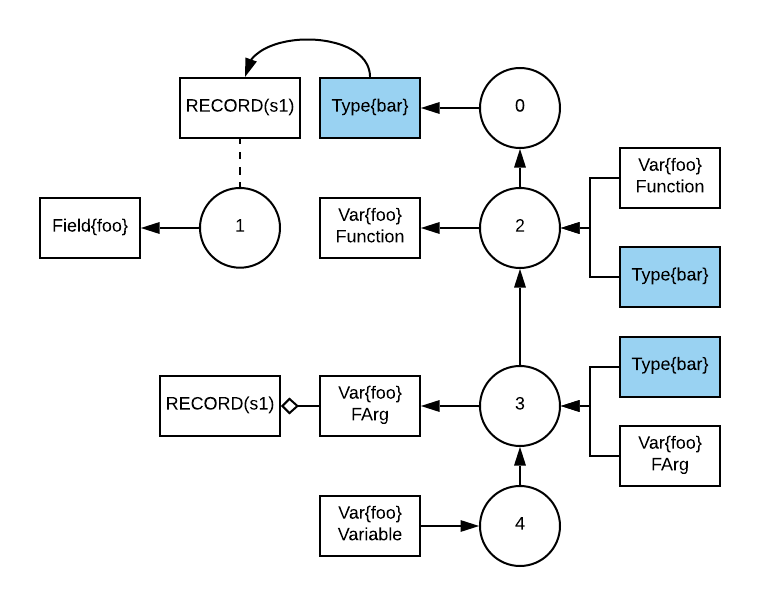 RECORD(s1)
Type{bar}
0
Var{foo}
Function
Field{foo}
1
Var{foo}
Function
2
Type{bar}
Type{bar}
RECORD(s1)
Var{foo}
FArg
3
Var{foo}
FArg
Var{foo}
Variable
4